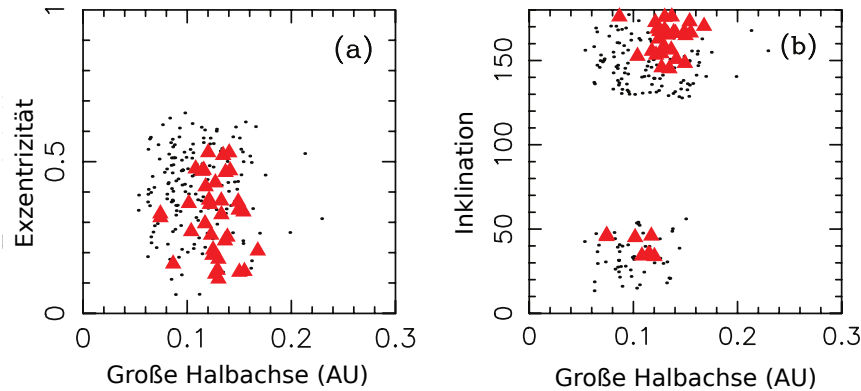 1
0.5
0
Exzentrizität
(a)
0
0.1
0.2
0.3
Große Halbachse (AU)
150
100
50
0
Inklination
(b)
0
0.1
0.2
0.3
Große Halbachse (AU)